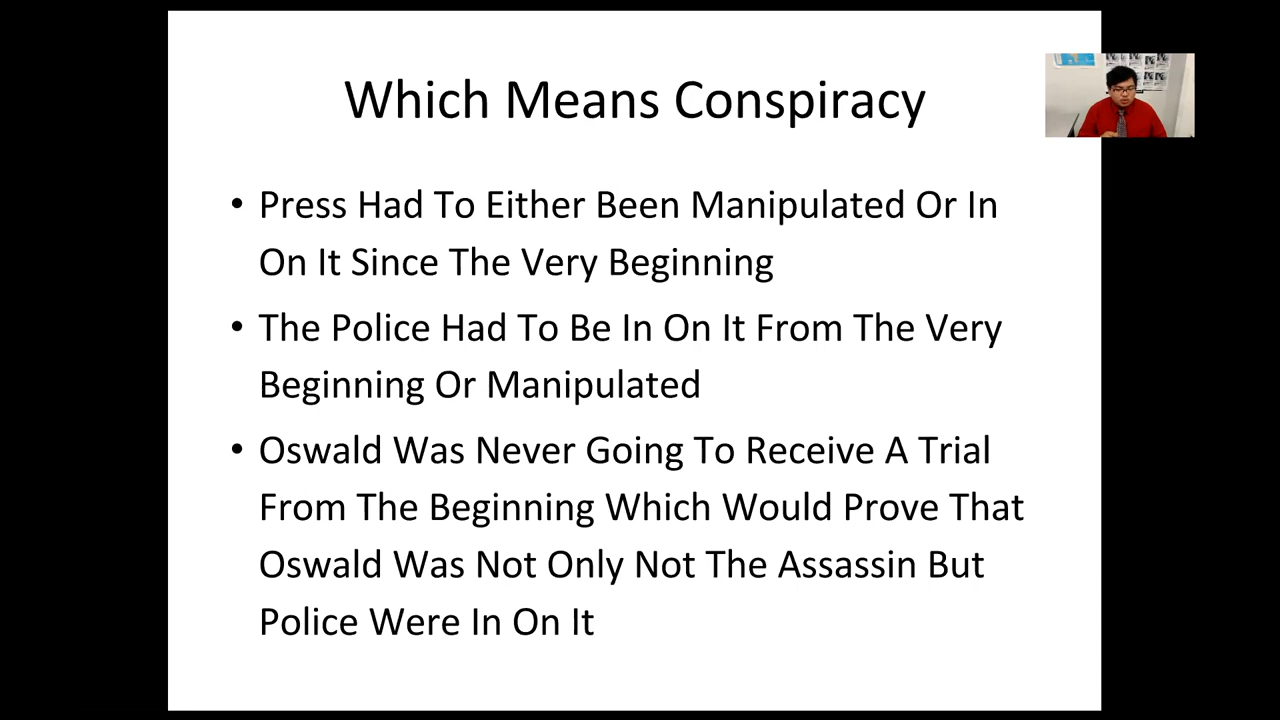 Which Means Conspiracy
• Press Had To Either Been Manipulated Or In
On It Since The Very Beginning
• The Police Had To Be In On It From The Very
Beginning Or Manipulated
• Oswald Was Never Going To Receive A Trial
From The Beginning Which Would Prove That
Oswald Was Not Only Not The Assassin But
Police Were In On It